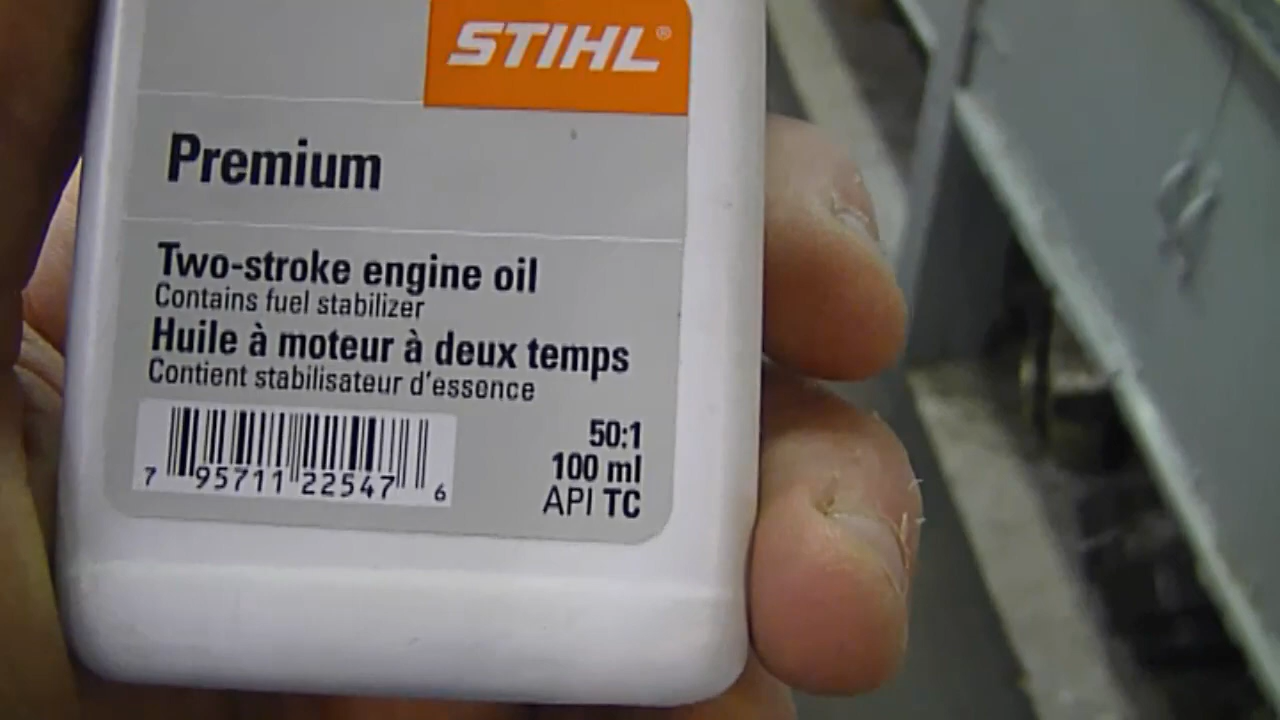 STIHL®
Premium
Two-stroke engine oil
Contains fuel stabilizer
Huile à moteur à deux temps
Contient stabilisateur d'essence
50:1
100 ml
API TC
7 95711 22547 6